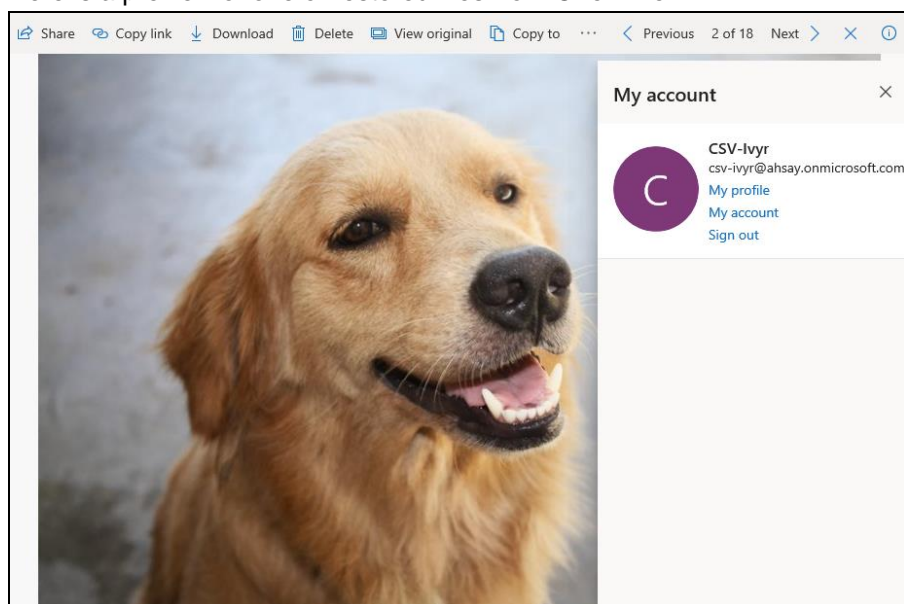 Share Copy link Download Delete View original Copy to ··· Previous 2 of 18 Next
My account
C
CSV-Ivyr
csv-ivyr@ahsay.onmicrosoft.com
My profile
My account
Sign out